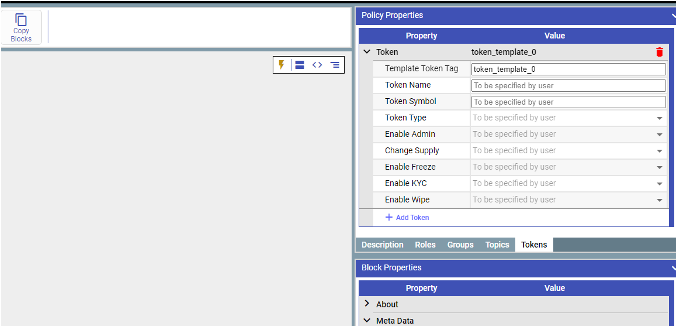 Copy
Blocks
Policy Properties
Property Value
Token token_template_0
Template Token Tag token_template_0
Token Name To be specified by user
Token Symbol To be specified by user
Token Type To be specified by user
Enable Admin To be specified by user
Change Supply To be specified by user
Enable Freeze To be specified by user
Enable KYC To be specified by user
Enable Wipe To be specified by user
+ Add Token
Description Roles Groups Topics Tokens
Block Properties
Property Value
About
Meta Data